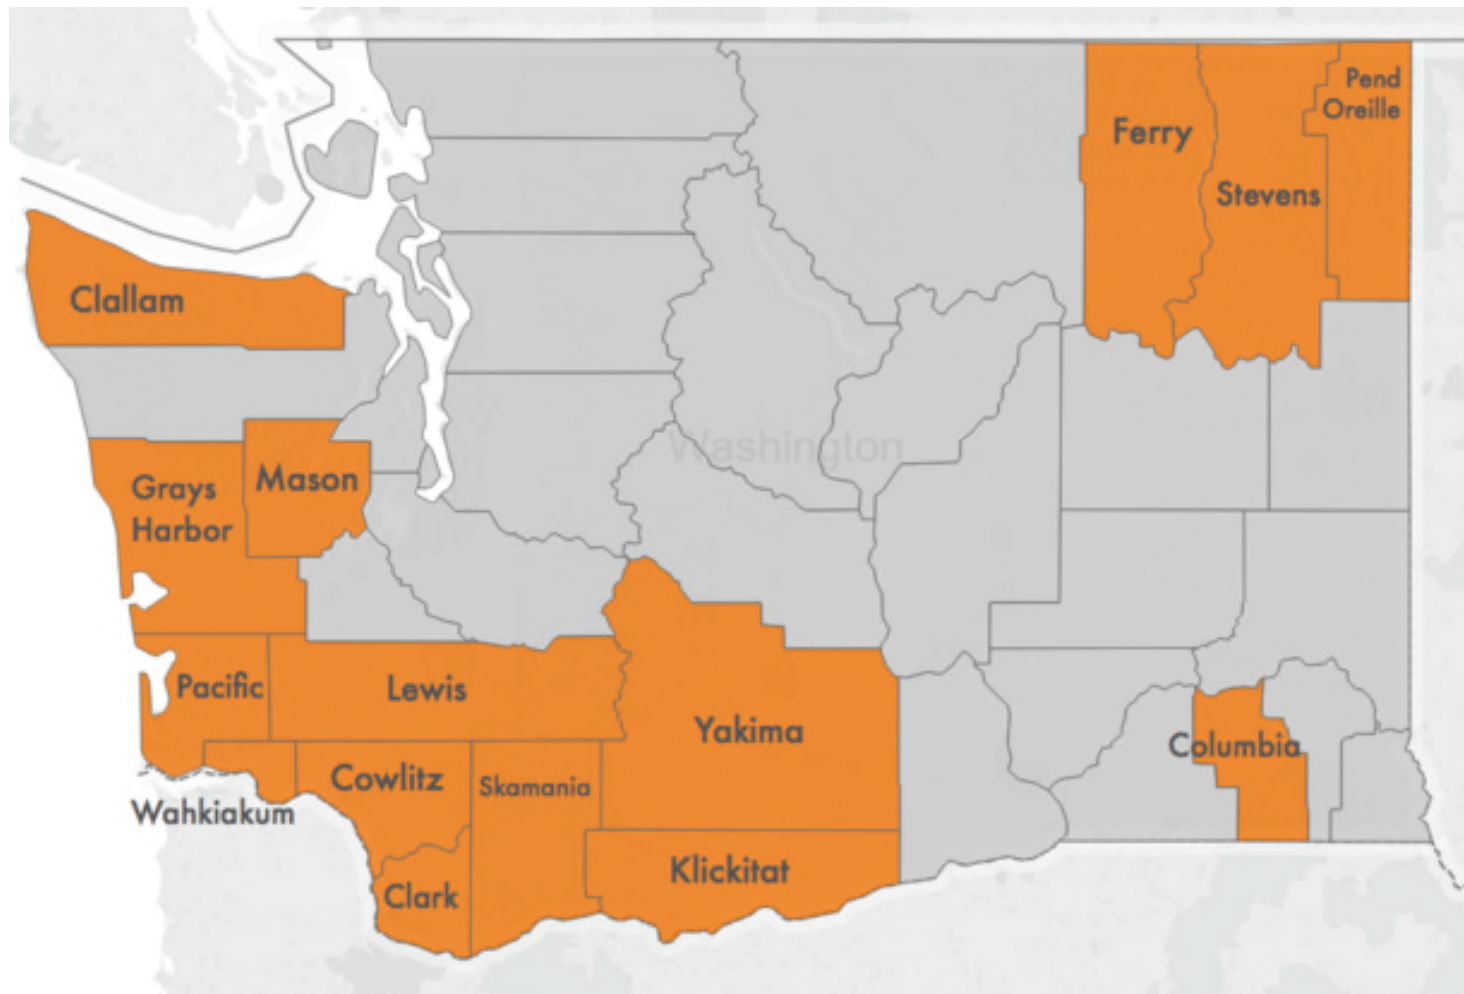 Pend
Oreille
Ferry
Stevens
Clallam
Washington
Mason
Grays
Harbor
Pacific
Lewis
Yakima
Columbia
Cowlitz
Skamania
Wahkiakum
Klickitat
Clark